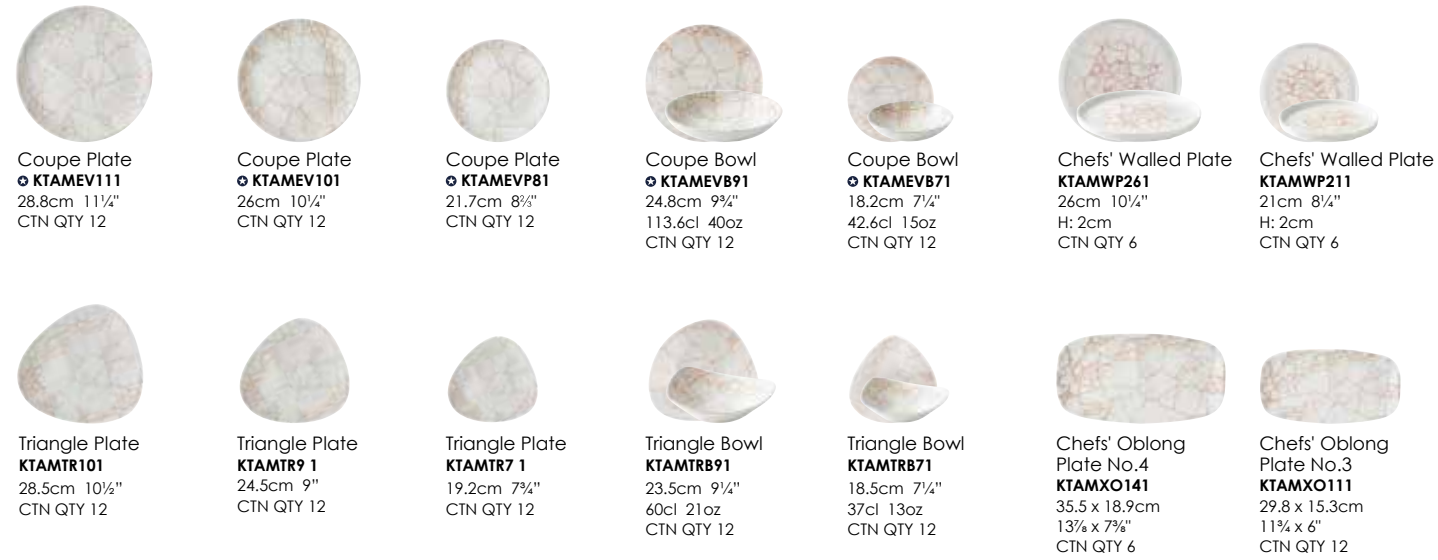 Coupe Plate
✪ KTAMEV111
28.8cm  11¼"
CTN QTY 12
Coupe Plate
✪ KTAMEV101
26cm  10¼"
CTN QTY 12
Coupe Plate
✪ KTAMEVP81
21.7cm  8⅔"
CTN QTY 12
Coupe Bowl
✪ KTAMEVB91
24.8cm  9¾"
113.6cl  40oz
CTN QTY 12
Coupe Bowl
✪ KTAMEVB71
18.2cm  7¼"
42.6cl  15oz
CTN QTY 12
Chefs' Walled Plate
KTAMWP261
26cm  10¼"
H: 2cm
CTN QTY 6
Chefs' Walled Plate
KTAMWP211
21cm  8¼"
H: 2cm
CTN QTY 6
Triangle Plate
KTAMTR101
28.5cm  10½"
CTN QTY 12
Triangle Plate
KTAMTR9 1
24.5cm  9"
CTN QTY 12
Triangle Plate
KTAMTR7 1
19.2cm  7¾"
CTN QTY 12
Triangle Bowl
KTAMTRB91
23.5cm  9¼"
60cl  21oz
CTN QTY 12
Triangle Bowl
KTAMTRB71
18.5cm  7¼"
37cl  13oz
CTN QTY 12
Chefs' Oblong
Plate No.4
KTAMXO141
35.5 x 18.9cm
13⅞ x 7⅜"
CTN QTY 6
Chefs' Oblong
Plate No.3
KTAMXO111
29.8 x 15.3cm
11¾ x 6"
CTN QTY 12